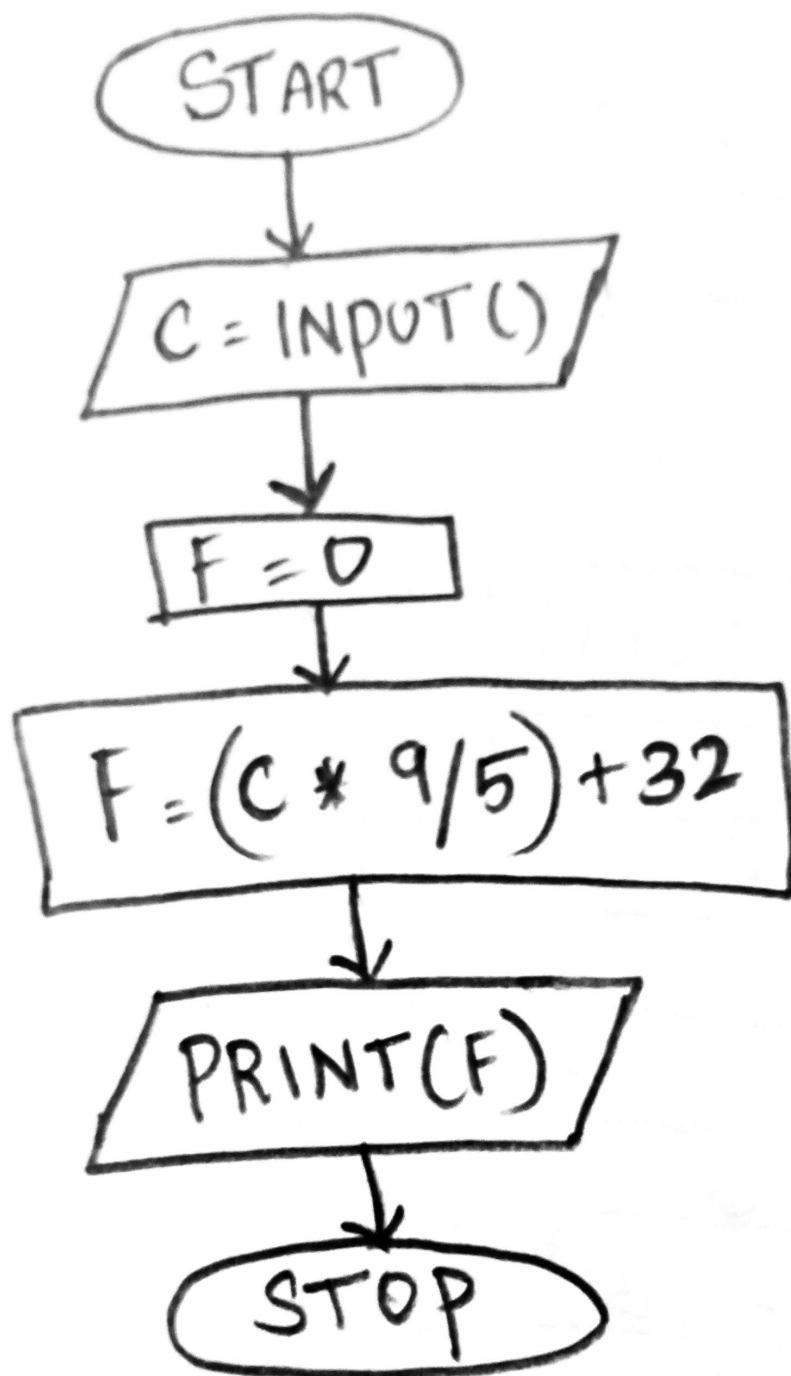 START
C = INPUT()
F = 0
F = (C * 9/5) + 32
PRINT(F)
STOP